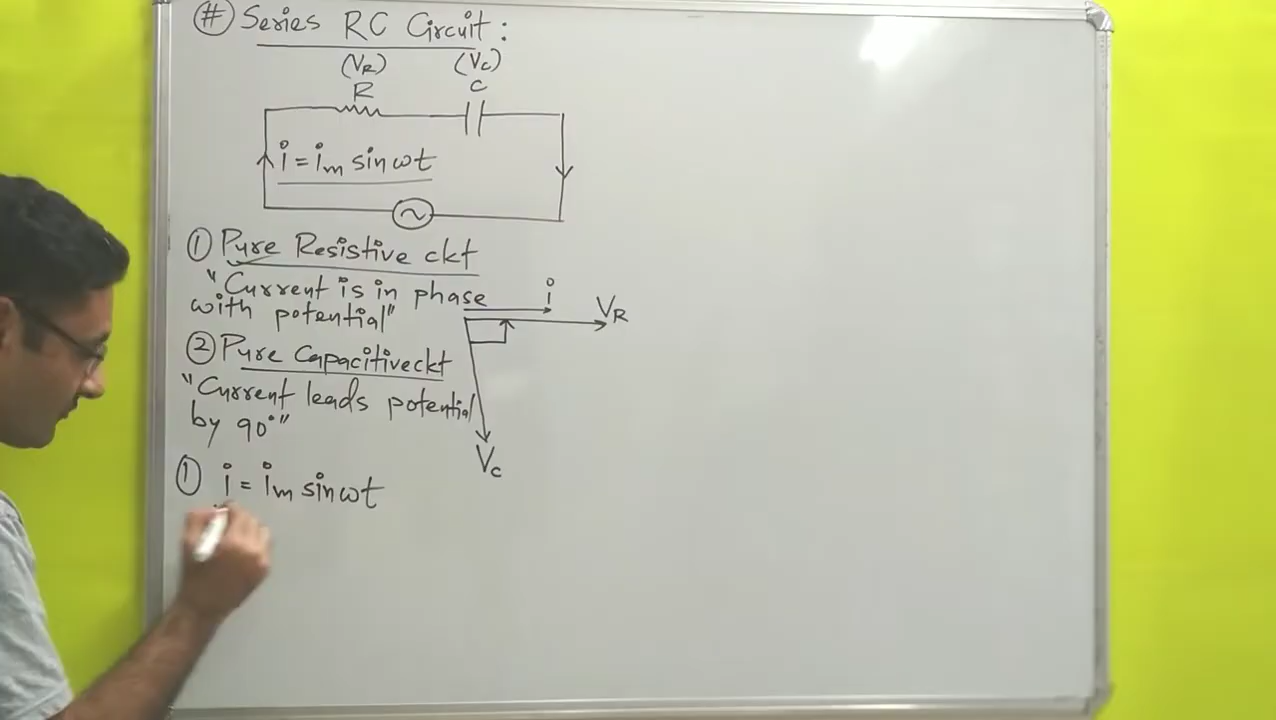 # Series RC Circuit :
(VR) (Vc)
R C
i = im sin ωt
① Pure Resistive ckt
"Current is in phase
with potential"
i
VR
② Pure Capacitive ckt
"Current leads potential
by 90°"
Vc
① i = im sin ωt